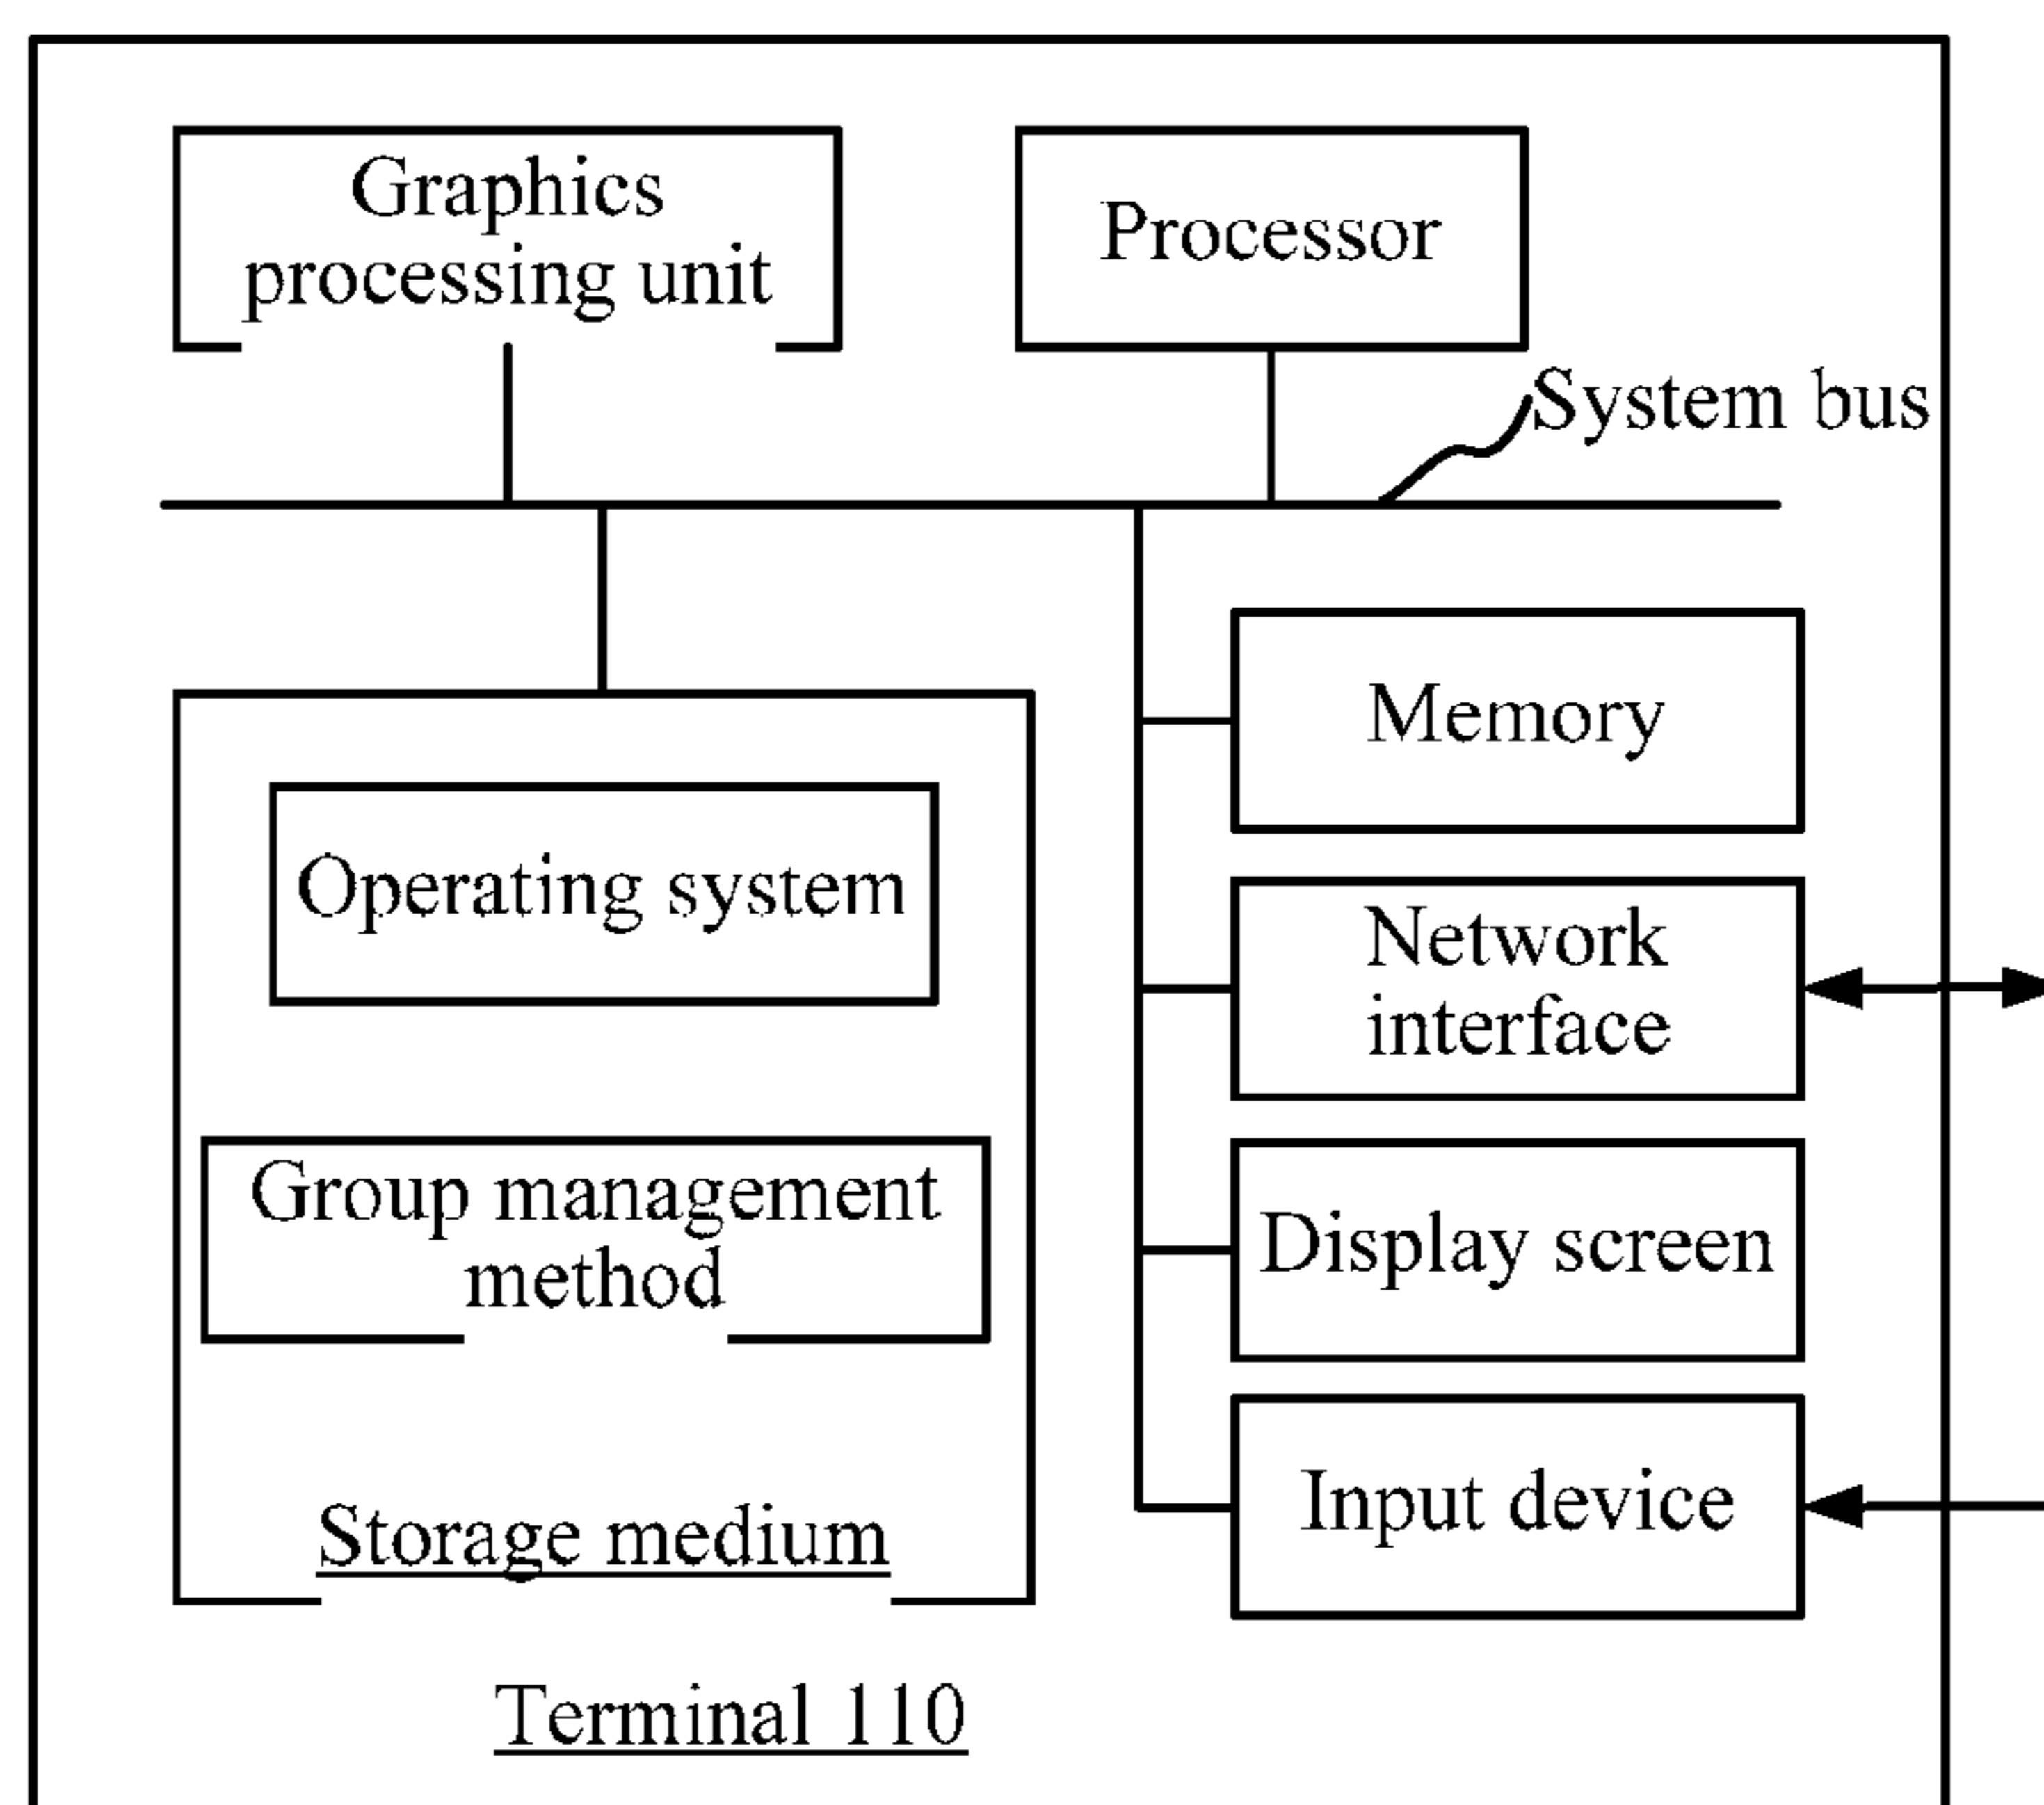 Graphics
processing unit
Processor
System bus
Memory
Operating system
Network
interface
Group management
method
Display screen
Input device
Storage medium
Terminal 110